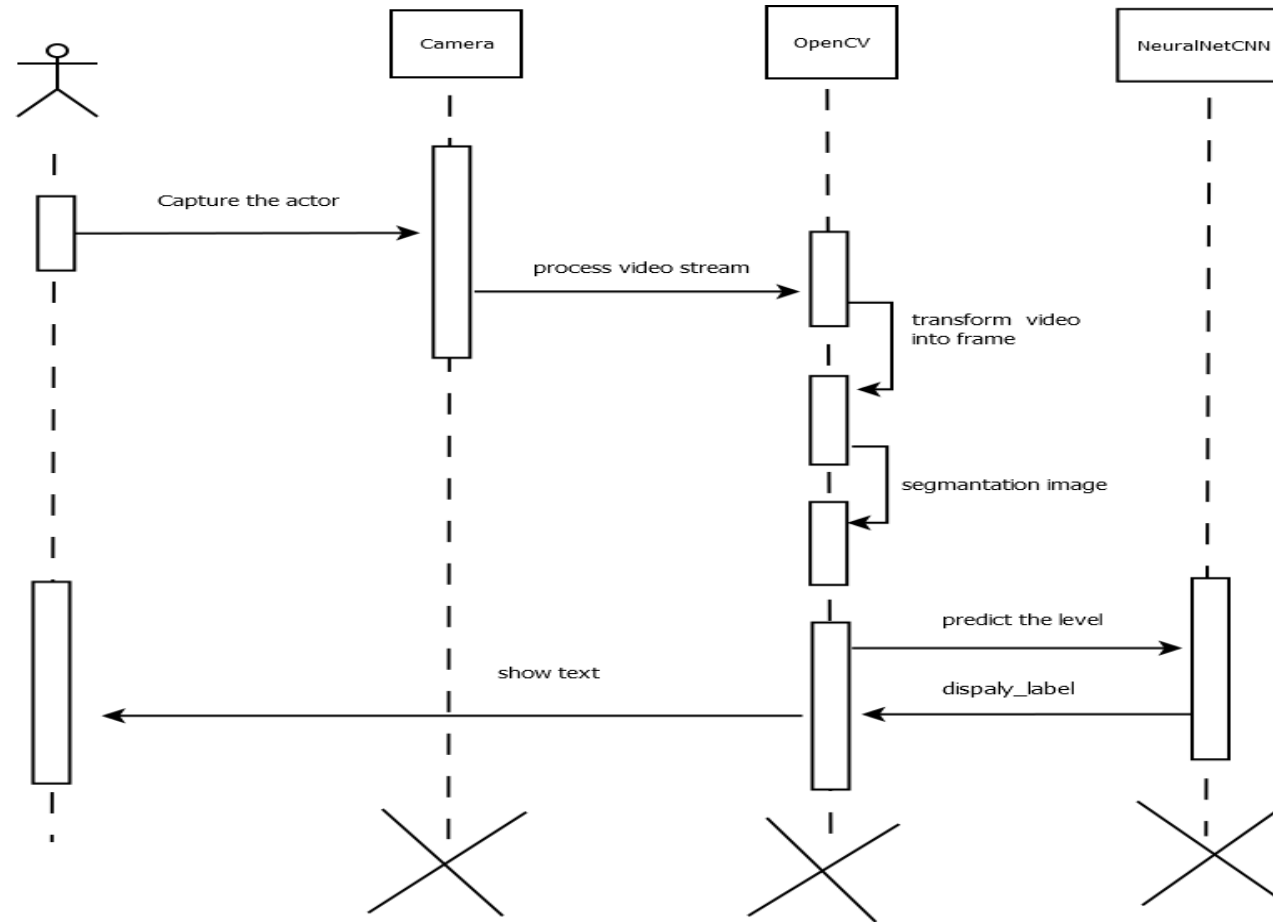 Camera
OpenCV
NeuralNetCNN
Capture the actor
process video stream
transform video
into frame
segmantation image
predict the level
show text
dispaly_label